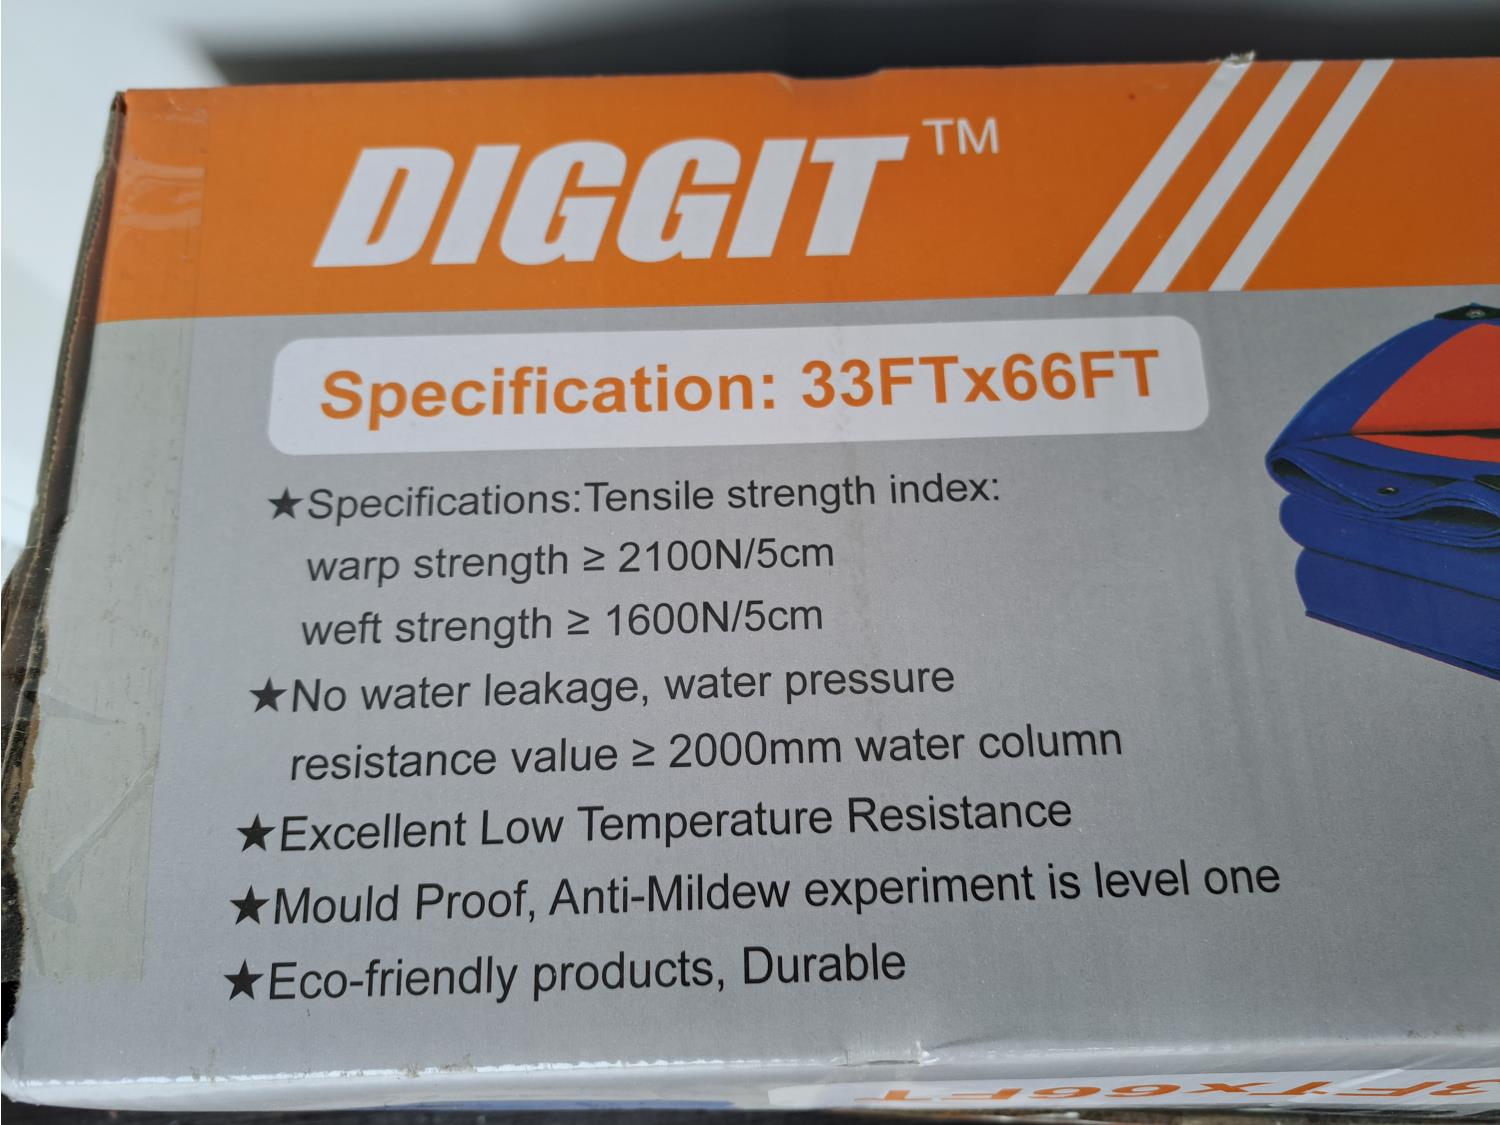 DIGGIT™
Specification: 33FTx66FT
★Specifications:Tensile strength index:
warp strength ≥ 2100N/5cm
weft strength ≥ 1600N/5cm
★No water leakage, water pressure
resistance value ≥ 2000mm water column
★Excellent Low Temperature Resistance
★Mould Proof, Anti-Mildew experiment is level one
★Eco-friendly products, Durable
3FTx66FT